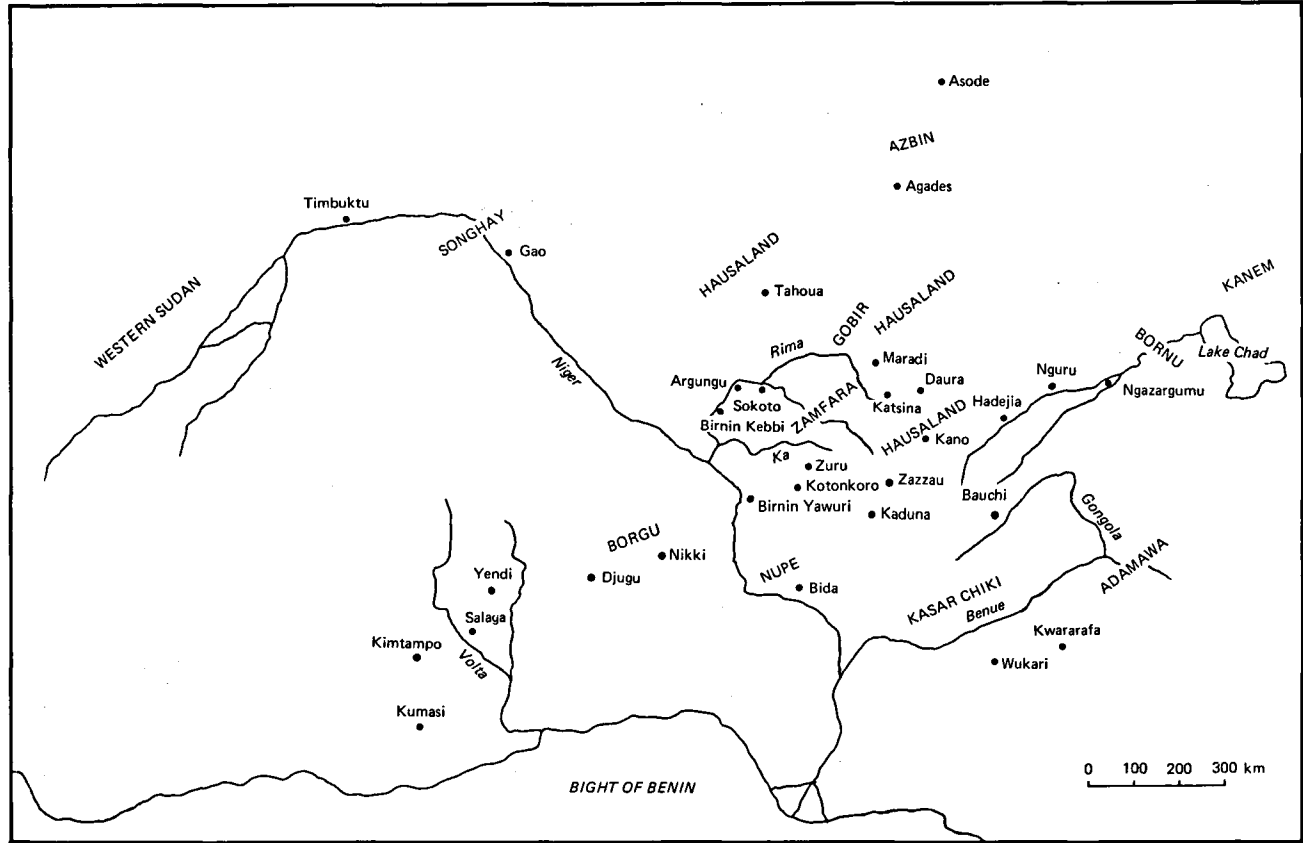 Asode
AZBIN
Agades
Timbuktu
SONGHAY
Gao
HAUSALAND
Tahoua
HAUSALAND
KANEM
WESTERN SUDAN
GOBIR
Rima
Maradi
BORNU
Lake Chad
Niger
Argungu
Sokoto
Birnin Kebbi
ZAMFARA
Daura
Katsina
Nguru
Hadejia
Ngazargumu
HAUSALAND
Kano
Ka
Zuru
Kotonkoro
Zazzau
Birnin Yawuri
Kaduna
Bauchi
Gongola
BORGU
Nikki
Djugu
Yendi
NUPE
Bida
KASAR CHIKI
Benue
ADAMAWA
Salaga
Kimtampo
Volta
Kwararafa
Wukari
Kumasi
0 100 200 300 km
BIGHT OF BENIN